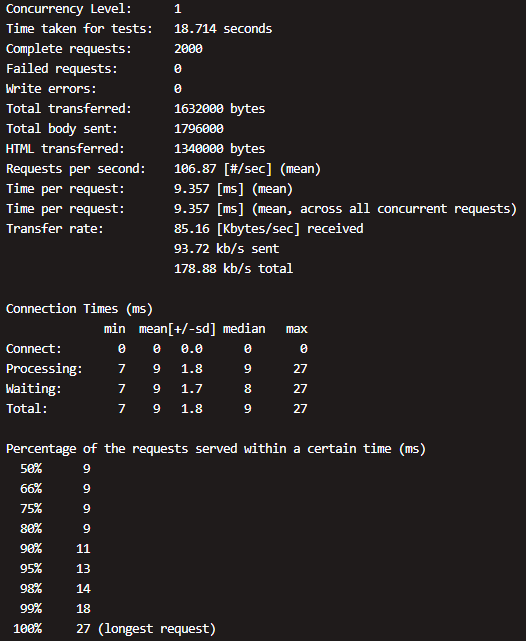 Concurrency Level:      1
Time taken for tests:   18.714 seconds
Complete requests:      2000
Failed requests:        0
Write errors:           0
Total transferred:      1632000 bytes
Total body sent:        1796000
HTML transferred:       1340000 bytes
Requests per second:    106.87 [#/sec] (mean)
Time per request:       9.357 [ms] (mean)
Time per request:       9.357 [ms] (mean, across all concurrent requests)
Transfer rate:          85.16 [Kbytes/sec] received
                        93.72 kb/s sent
                        178.88 kb/s total

Connection Times (ms)
              min  mean[+/-sd] median   max
Connect:        0    0   0.0      0       0
Processing:     7    9   1.8      9      27
Waiting:        7    9   1.7      8      27
Total:          7    9   1.8      9      27

Percentage of the requests served within a certain time (ms)
  50%      9
  66%      9
  75%      9
  80%      9
  90%     11
  95%     13
  98%     14
  99%     18
 100%     27 (longest request)